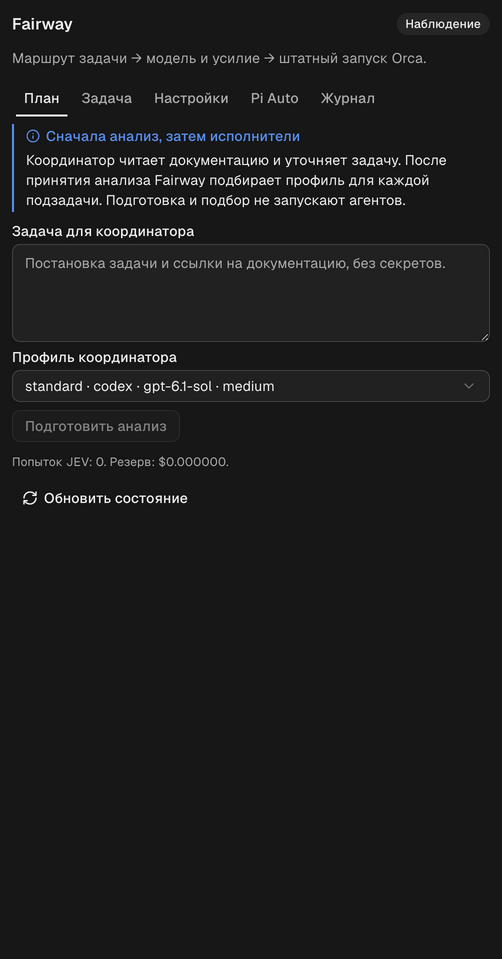 Fairway
Наблюдение
Маршрут задачи → модель и усилие → штатный запуск Orca.
План
Задача
Настройки
Pi Auto
Журнал
Сначала анализ, затем исполнители
Координатор читает документацию и уточняет задачу. После
принятия анализа Fairway подбирает профиль для каждой
подзадачи. Подготовка и подбор не запускают агентов.
Задача для координатора
Постановка задачи и ссылки на документацию, без секретов.
Профиль координатора
standard · codex · gpt-6.1-sol · medium
Подготовить анализ
Попыток JEV: 0. Резерв: $0.000000.
Обновить состояние